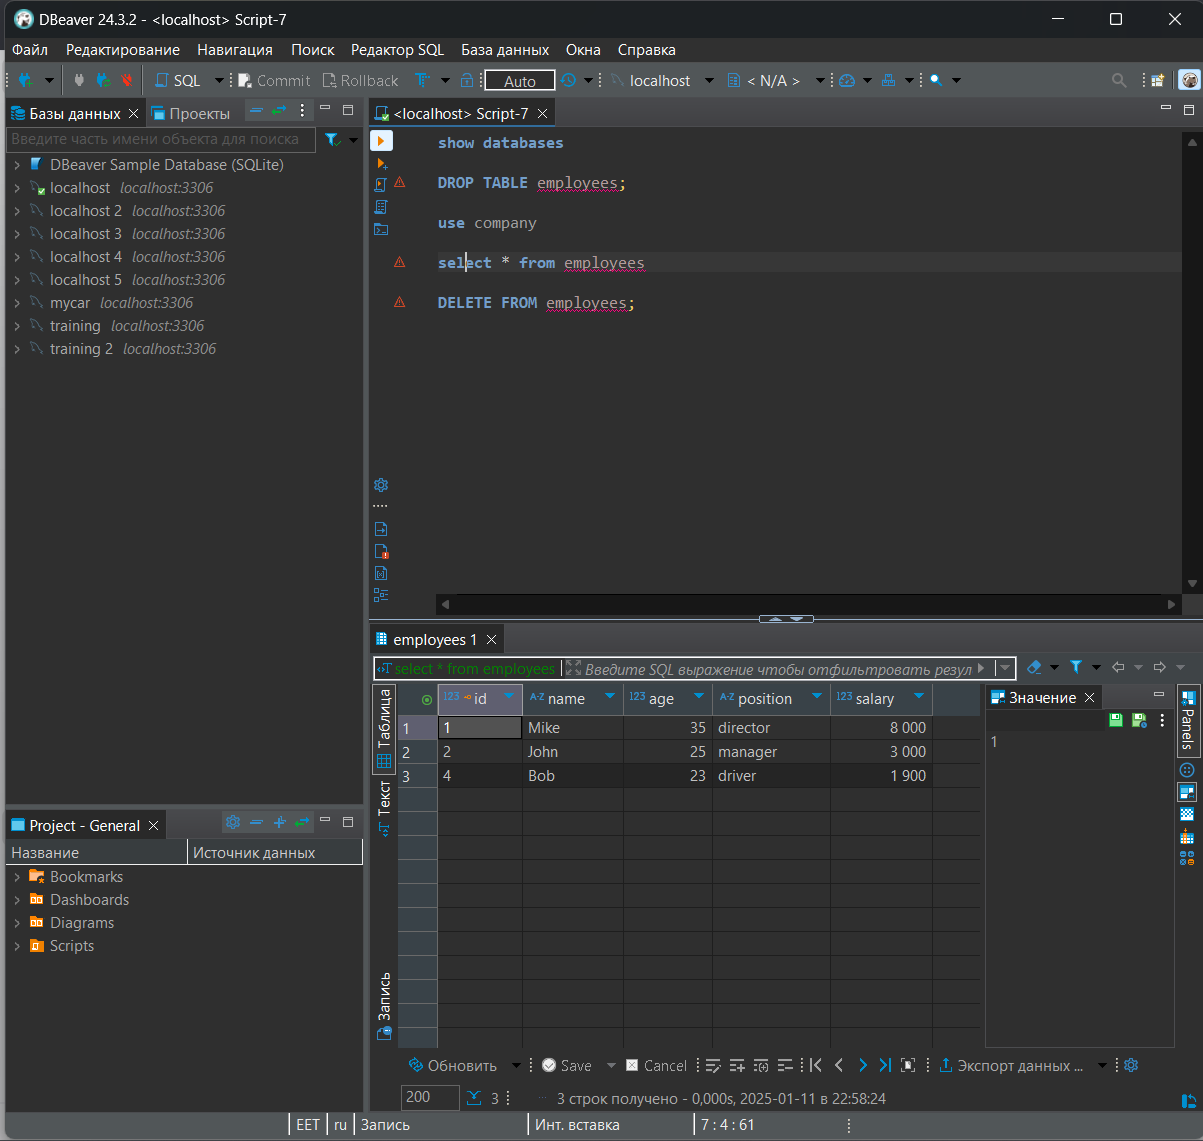 DBeaver 24.3.2 - <localhost> Script-7
Файл Редактирование Навигация Поиск Редактор SQL База данных Окна Справка
SQL Commit Rollback Auto localhost < N/A >
Базы данных Проекты
Введите часть имени объекта для поиска
DBeaver Sample Database (SQLite)
localhost localhost:3306
localhost 2 localhost:3306
localhost 3 localhost:3306
localhost 4 localhost:3306
localhost 5 localhost:3306
mycar localhost:3306
training localhost:3306
training 2 localhost:3306
<localhost> Script-7
show databases
DROP TABLE employees;
use company
select * from employees
DELETE FROM employees;
Project - General
Название Источник данных
Bookmarks
Dashboards
Diagrams
Scripts
employees 1
select * from employees Введите SQL выражение чтобы отфильтровать резул
Таблица
Текст
Запись
123 id A-Z name 123 age A-Z position 123 salary
1 1 Mike 35 director 8 000
2 2 John 25 manager 3 000
3 4 Bob 23 driver 1 900
Значение
1
Panels
Обновить Save Cancel Экспорт данных ...
200 3 3 строк получено - 0,000s, 2025-01-11 в 22:58:24
EET ru Запись Инт. вставка 7 : 4 : 61